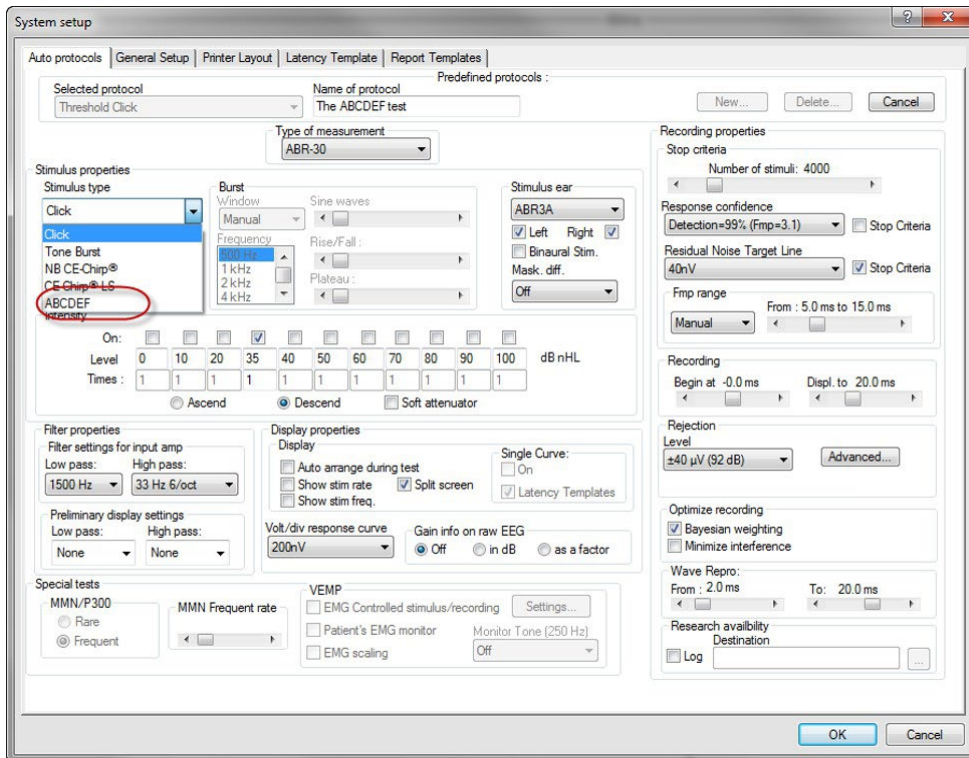 System setup
Auto protocols General Setup Printer Layout Latency Template Report Templates
Predefined protocols :
Selected protocol
Threshold Click
Name of protocol
The ABCDEF test
New... Delete... Cancel
Type of measurement
ABR-30
Stimulus properties
Stimulus type
Click
Click
Tone Burst
NB CE-Chirp®
CE-Chirp® LS
ABCDEF
Burst
Window
Manual
Frequency
500 Hz
1 kHz
2 kHz
4 kHz
Sine waves
Rise/Fall :
Plateau :
Stimulus ear
ABR3A
Left Right
Binaural Stim.
Mask. diff.
Off
Intensity
On:
Level 0 10 20 35 40 50 60 70 80 90 100 dB nHL
Times : 1 1 1 1 1 1 1 1 1 1 1
Ascend Descend Soft attenuator
Filter properties
Filter settings for input amp
Low pass: High pass:
1500 Hz 33 Hz 6/oct
Preliminary display settings
Low pass: High pass:
None None
Display properties
Display
Auto arrange during test
Show stim rate Split screen
Show stim freq.
Single Curve:
On
Latency Templates
Volt/div response curve
200nV
Gain info on raw EEG
Off in dB as a factor
Special tests
MMN/P300
Rare
Frequent
MMN Frequent rate
VEMP
EMG Controlled stimulus/recording Settings...
Patient's EMG monitor Monitor Tone (250 Hz)
EMG scaling Off
Recording properties
Stop criteria
Number of stimuli: 4000
Response confidence
Detection=99% (Fmp=3.1) Stop Criteria
Residual Noise Target Line
40nV Stop Criteria
Fmp range
From : 5.0 ms to 15.0 ms
Manual
Recording
Begin at -0.0 ms Displ. to 20.0 ms
Rejection
Level
±40 µV (92 dB) Advanced...
Optimize recording
Bayesian weighting
Minimize interference
Wave Repro:
From : 2.0 ms To: 20.0 ms
Research availbility
Destination
Log ...
OK Cancel